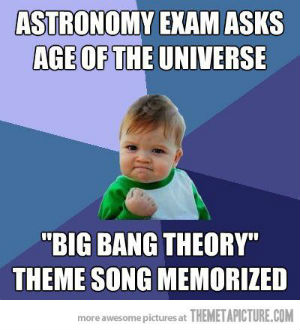 ASTRONOMY EXAM ASKS
AGE OF THE UNIVERSE
"BIG BANG THEORY"
THEME SONG MEMORIZED
more awesome pictures at THEMETAPICTURE.COM